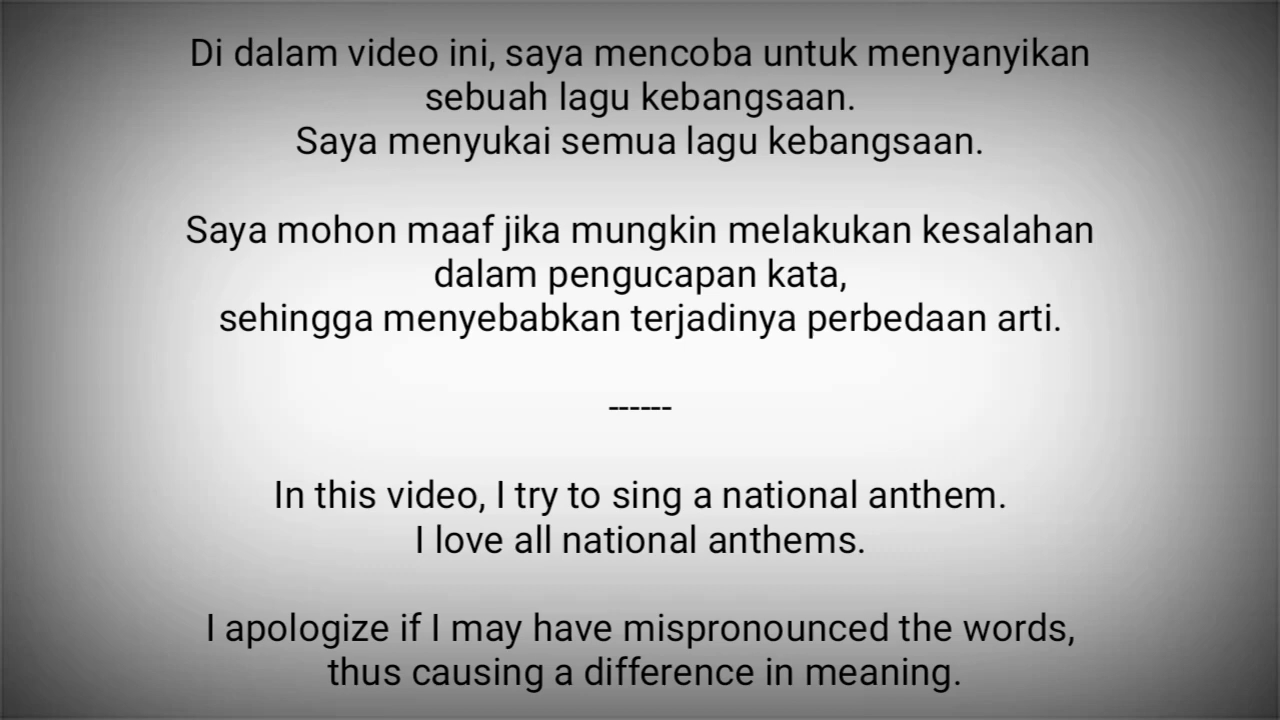 Di dalam video ini, saya mencoba untuk menyanyikan
sebuah lagu kebangsaan.
Saya menyukai semua lagu kebangsaan.
Saya mohon maaf jika mungkin melakukan kesalahan
dalam pengucapan kata,
sehingga menyebabkan terjadinya perbedaan arti.
------
In this video, I try to sing a national anthem.
I love all national anthems.
I apologize if I may have mispronounced the words,
thus causing a difference in meaning.